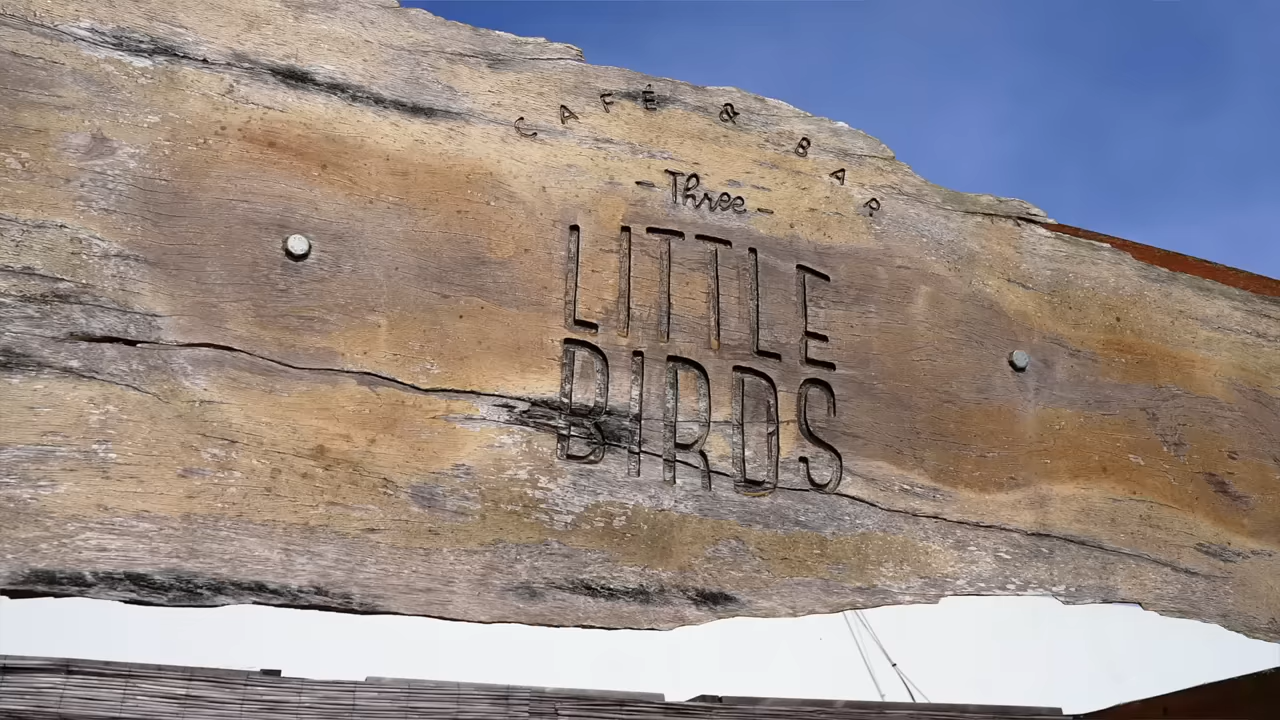 CAFÉ & BAR
- Three -
LITTLE
BIRDS